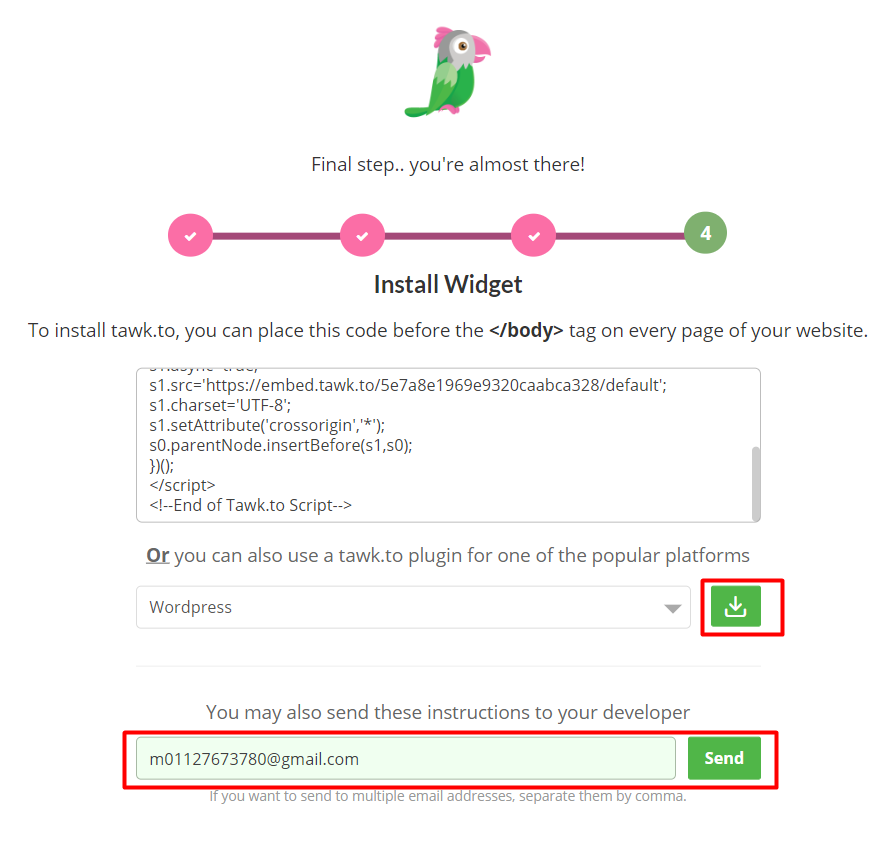 Final step.. you're almost there!
4
Install Widget
To install tawk.to, you can place this code before the </body> tag on every page of your website.
s1.async=true;
s1.src='https://embed.tawk.to/5e7a8e1969e9320caabca328/default';
s1.charset='UTF-8';
s1.setAttribute('crossorigin','*');
s0.parentNode.insertBefore(s1,s0);
})();
</script>
<!--End of Tawk.to Script-->
Or you can also use a tawk.to plugin for one of the popular platforms
Wordpress
You may also send these instructions to your developer
m01127673780@gmail.com
Send
If you want to send to multiple email addresses, separate them by comma.